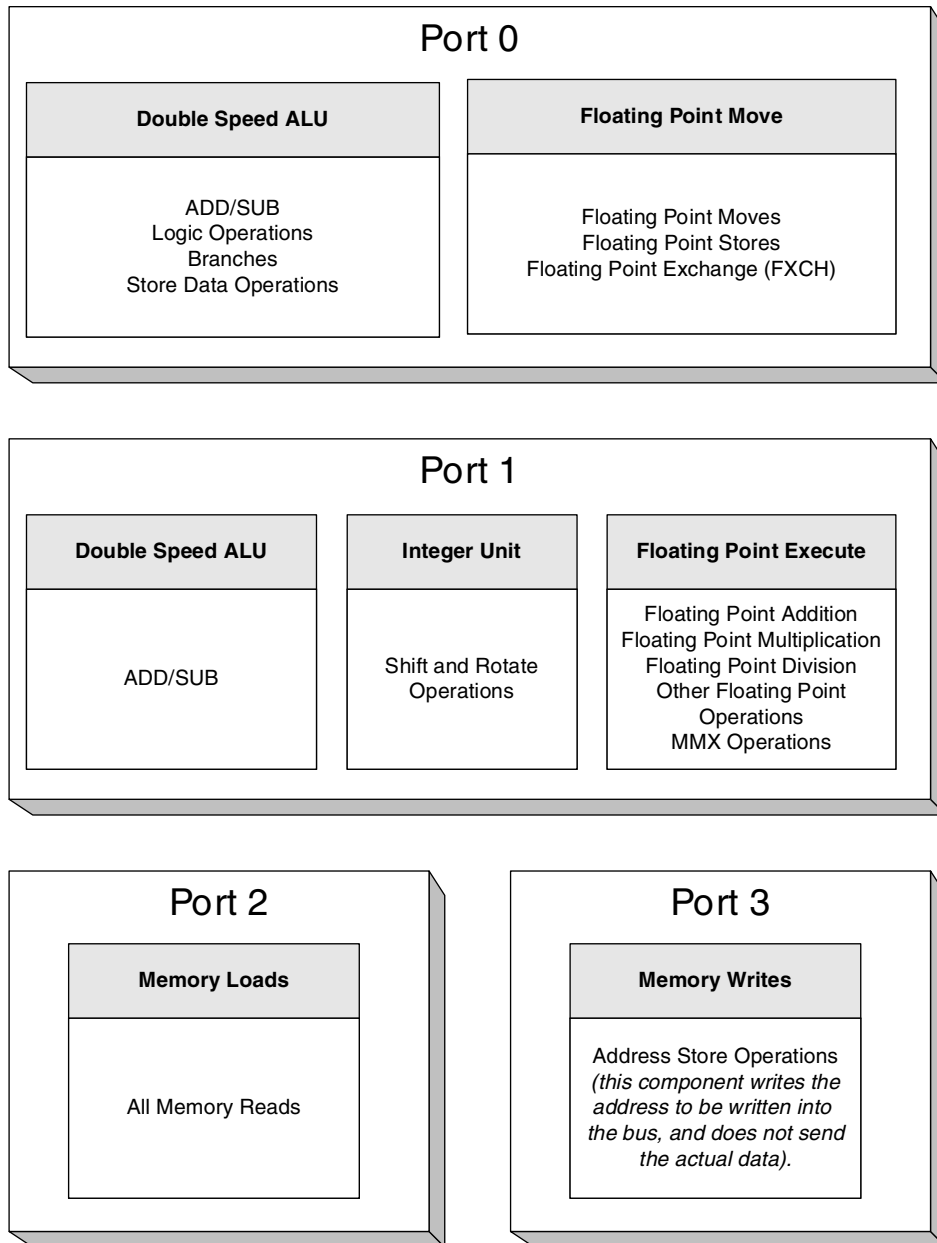 Port 0
Double Speed ALU
ADD/SUB
Logic Operations
Branches
Store Data Operations
Floating Point Move
Floating Point Moves
Floating Point Stores
Floating Point Exchange (FXCH)
Port 1
Double Speed ALU
ADD/SUB
Integer Unit
Shift and Rotate
Operations
Floating Point Execute
Floating Point Addition
Floating Point Multiplication
Floating Point Division
Other Floating Point
Operations
MMX Operations
Port 2
Memory Loads
All Memory Reads
Port 3
Memory Writes
Address Store Operations
(this component writes the
address to be written into
the bus, and does not send
the actual data).